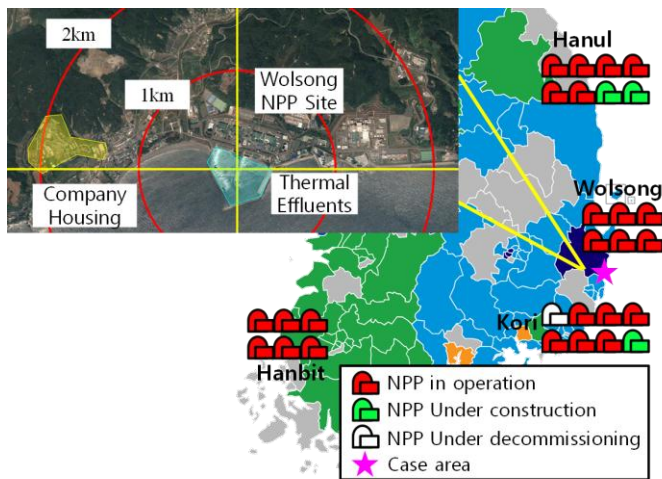 2km
1km
Wolsong
NPP Site
Company
Housing
Thermal
Effluents
Hanul
Wolsong
Kori
Hanbit
NPP in operation
NPP Under construction
NPP Under decommissioning
Case area